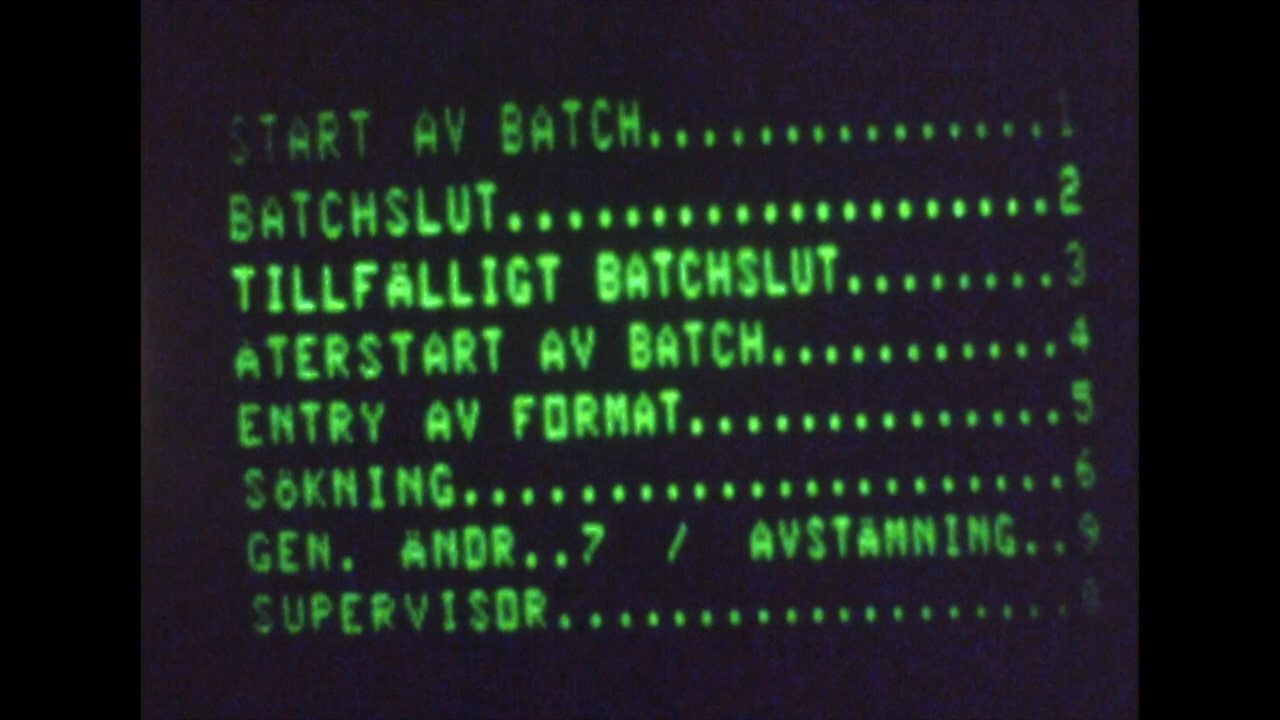 START AV BATCH...............1
BATCHSLUT...................2
TILLFÄLLIGT BATCHSLUT........3
ÅTERSTART AV BATCH...........4
ENTRY AV FORMAT..............5
SÖKNING......................6
GEN. ÄNDR..7 / AVSTÄMNING..9
SUPERVISOR...................